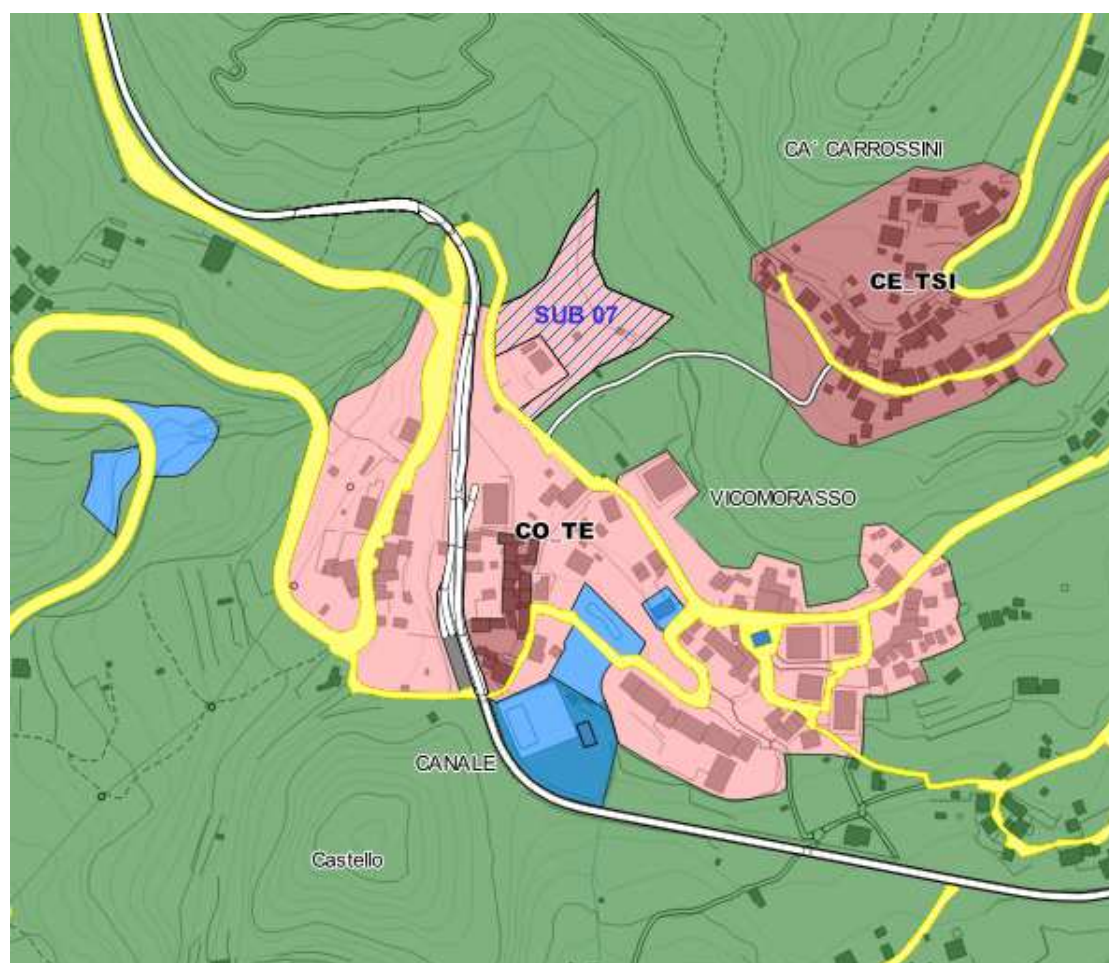 CA' CARROSSINI
CE_TSI
SUB 07
VICOMORASSO
CO_TE
CANALE
Castello